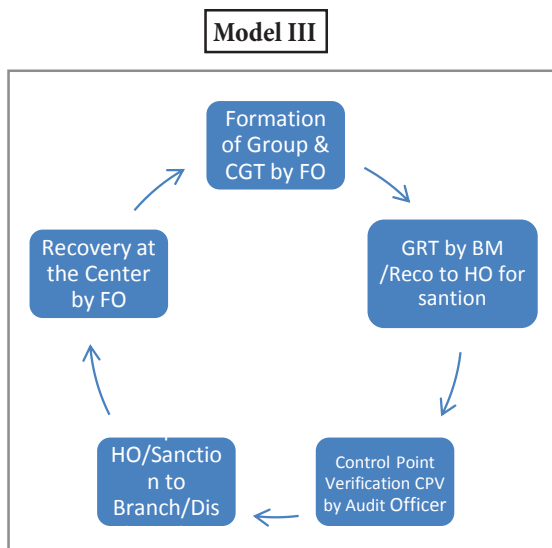 Model III
Formation
of Group &
CGT by FO
GRT by BM
/Reco to HO for
santion
Control Point
Verification CPV
by Audit Officer
HO/Sanctio
n to
Branch/Dis
Recovery at
the Center
by FO